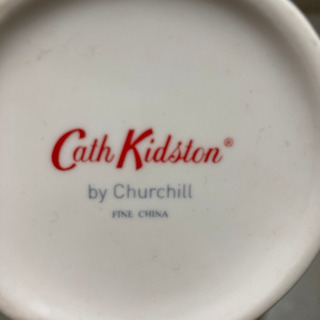 Cath Kidston®
by Churchill
FINE CHINA